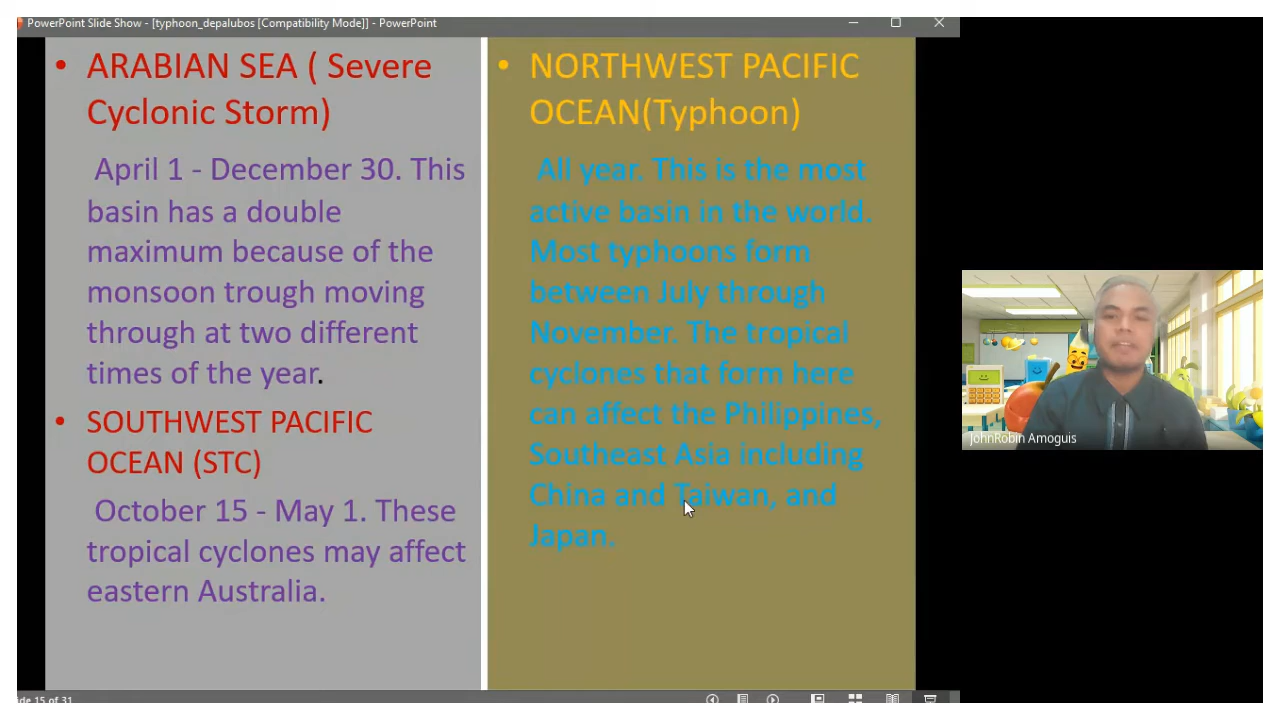 PowerPoint Slide Show - [typhoon_depalubos [Compatibility Mode]] - PowerPoint
• ARABIAN SEA ( Severe
Cyclonic Storm)
April 1 - December 30. This
basin has a double
maximum because of the
monsoon trough moving
through at two different
times of the year.
• SOUTHWEST PACIFIC
OCEAN (STC)
October 15 - May 1. These
tropical cyclones may affect
eastern Australia.
• NORTHWEST PACIFIC
OCEAN(Typhoon)
All year. This is the most
active basin in the world.
Most typhoons form
between July through
November. The tropical
cyclones that form here
can affect the Philippines,
Southeast Asia including
China and Taiwan, and
Japan.
JohnRobin Amoguis
ide 15 of 31